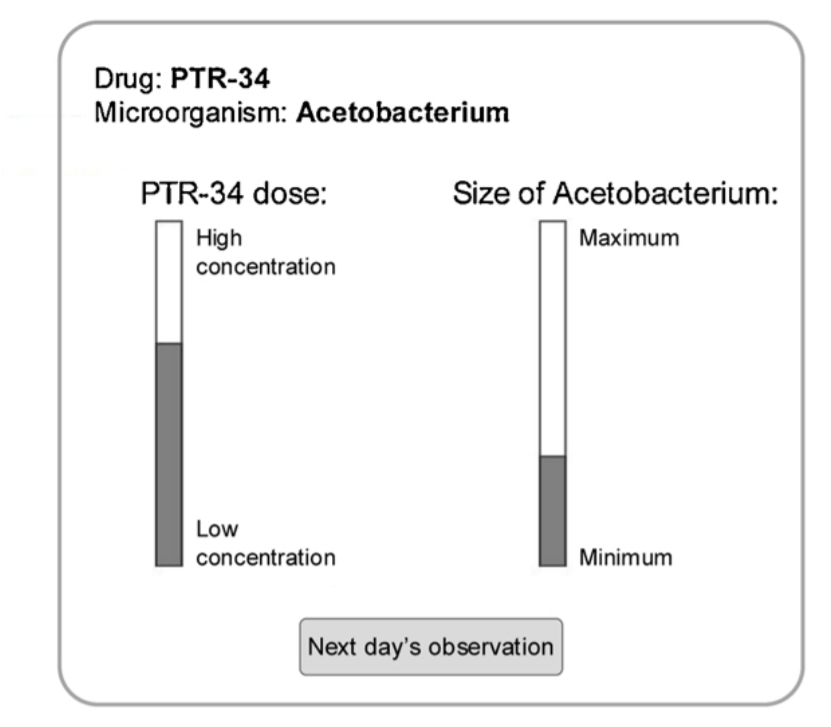 Drug: PTR-34
Microorganism: Acetobacterium
PTR-34 dose:
High
concentration
Low
concentration
Size of Acetobacterium:
Maximum
Minimum
Next day’s observation